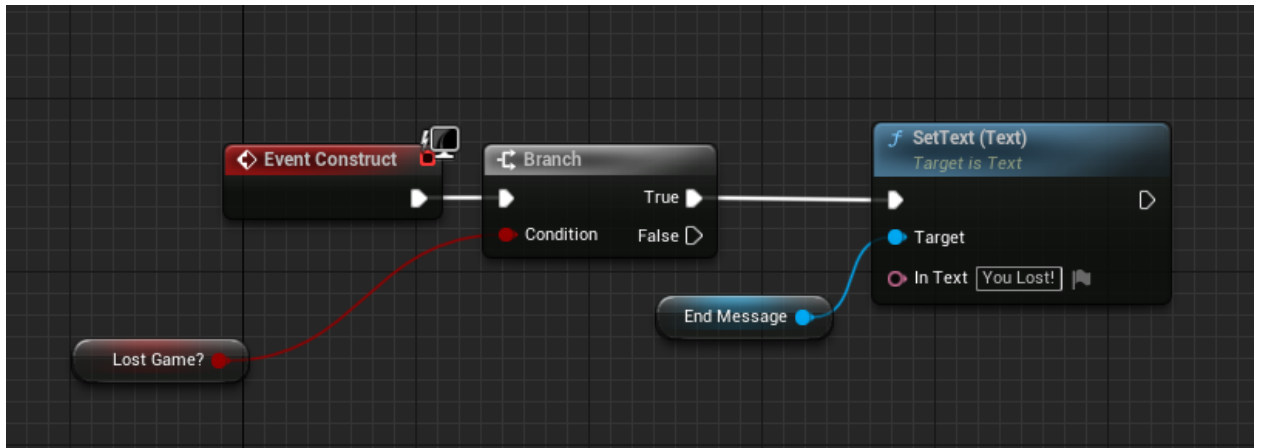 Event Construct
Branch
True
Condition
False
SetText (Text)
Target is Text
Target
In Text You Lost!
End Message
Lost Game?